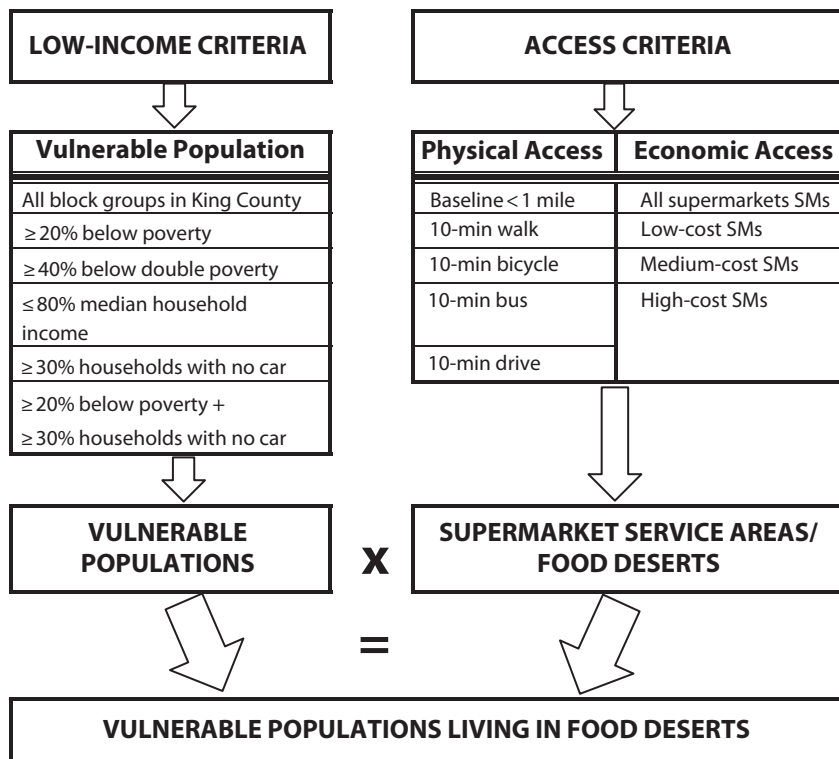 LOW-INCOME CRITERIA
ACCESS CRITERIA
Vulnerable Population
All block groups in King County
≥20% below poverty
≥40% below double poverty
≤80% median household
income
≥30% households with no car
≥20% below poverty +
≥30% households with no car
Physical Access
Economic Access
Baseline<1 mile
All supermarkets SMs
10-min walk
Low-cost SMs
10-min bicycle
Medium-cost SMs
10-min bus
High-cost SMs
10-min drive
VULNERABLE
POPULATIONS
x
SUPERMARKET SERVICE AREAS/
FOOD DESERTS
=
VULNERABLE POPULATIONS LIVING IN FOOD DESERTS